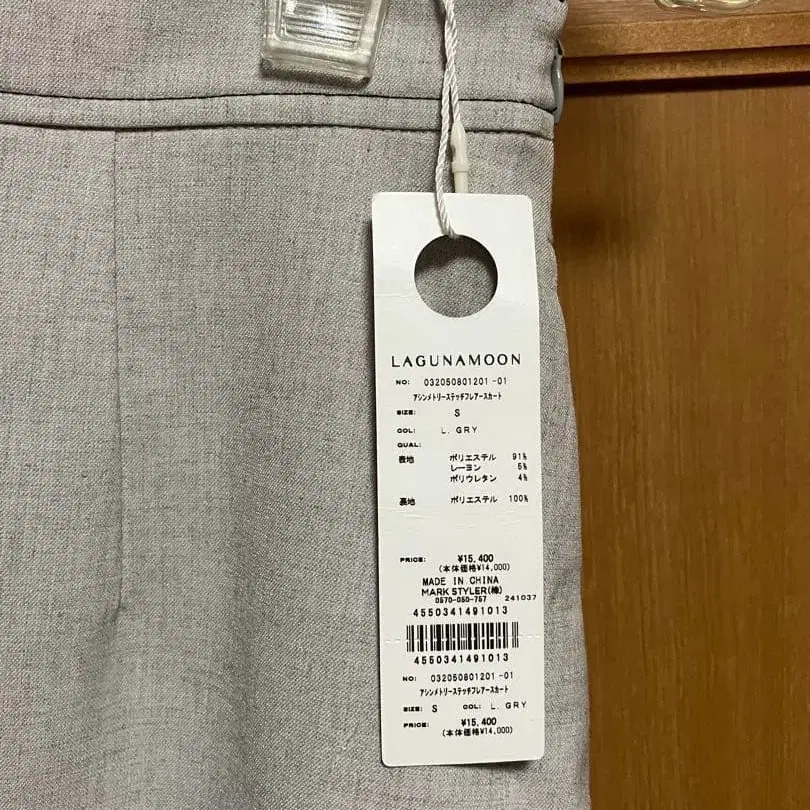 LAGUNAMOON
NO: 032050801201 -01
アシンメトリーステッチフレアースカート
SIZE: S
COL: L. GRY
QUAL:
表地 ポリエステル 91%
レーヨン 5%
ポリウレタン 4%
裏地 ポリエステル 100%
PRICE: ¥15,400
(本体価格¥14,000)
MADE IN CHINA
MARK STYLER(株)
0570-050-757 241037
4550341491013
4550341491013
NO: 032050801201 -01
アシンメトリーステッチフレアースカート
SIZE: S COL: L. GRY
PRICE: ¥15,400
(本体価格¥14,000)